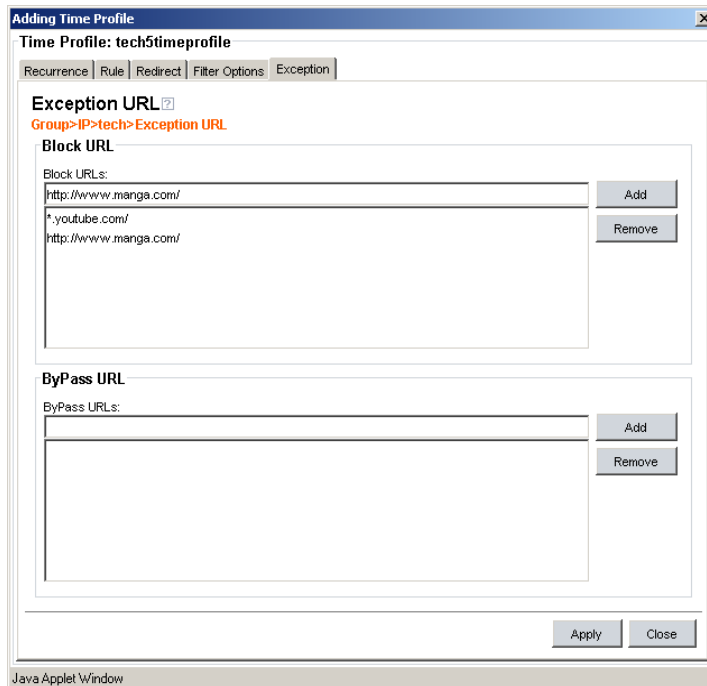 Adding Time Profile
Time Profile: tech5timeprofile
Recurrence Rule Redirect Filter Options Exception
Exception URL ?
Group>IP>tech>Exception URL
Block URL
Block URLs:
http://www.manga.com/ Add
*.youtube.com/ Remove
http://www.manga.com/
ByPass URL
ByPass URLs:
Add
Remove
Apply Close
Java Applet Window